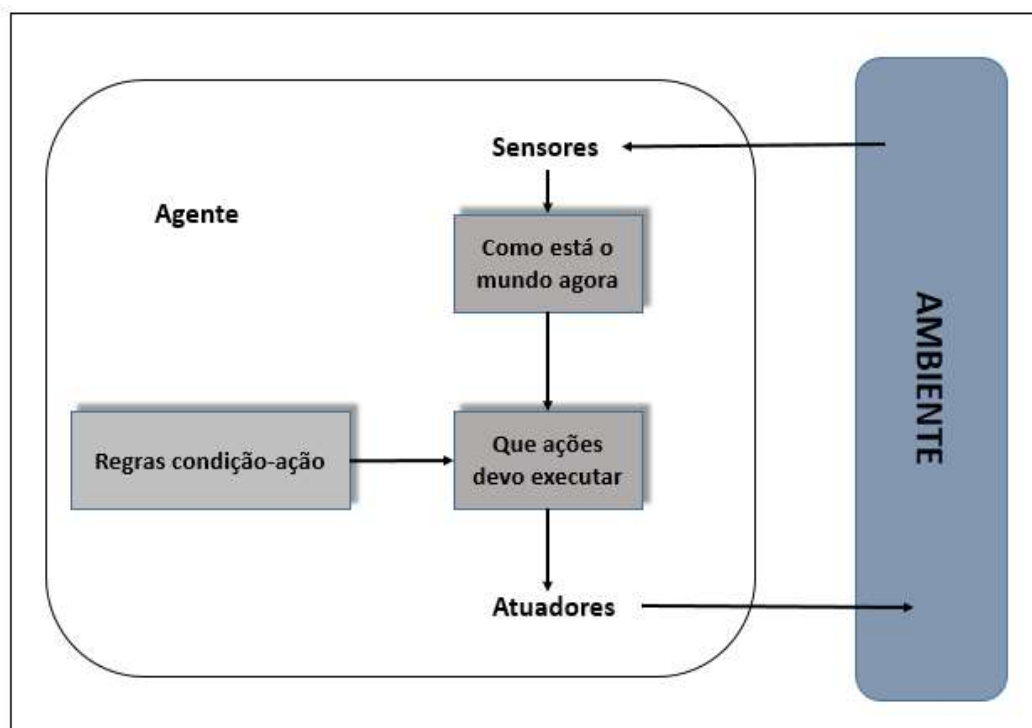 Sensores
Agente
Como está o
mundo agora
AMBIENTE
Regras condição-ação
Que ações
devo executar
Atuadores